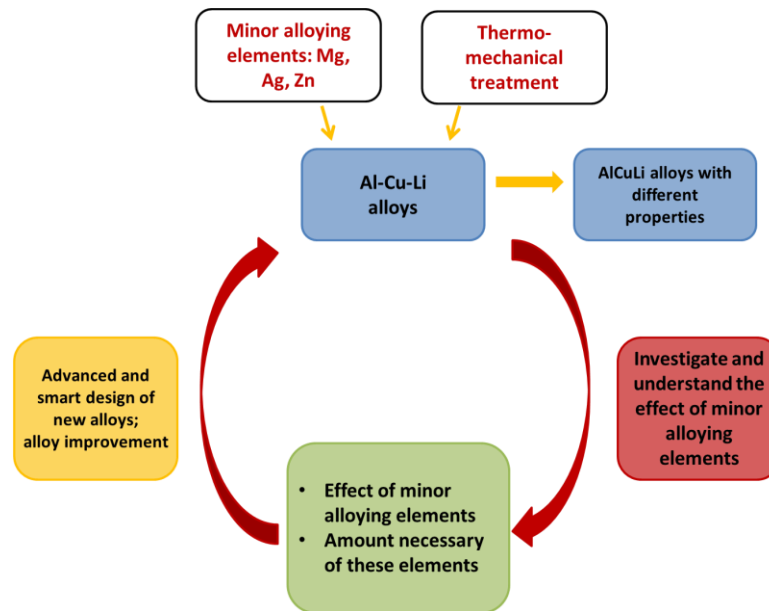 Minor alloying
elements: Mg,
Ag, Zn
Thermo-
mechanical
treatment
Al-Cu-Li
alloys
AlCuLi alloys with
different
properties
Advanced and
smart design of
new alloys;
alloy improvement
Investigate and
understand the
effect of minor
alloying
elements
• Effect of minor
alloying elements
• Amount necessary
of these elements